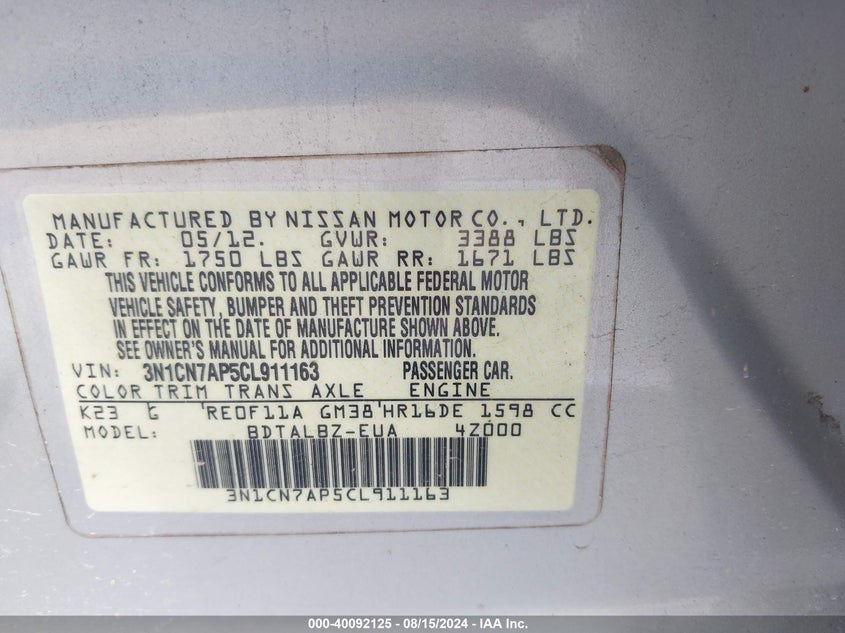 MANUFACTURED BY NISSAN MOTOR CO., LTD.
DATE: 05/12. GVWR: 3388 LBS
GAWR FR: 1750 LBS GAWR RR: 1671 LBS
THIS VEHICLE CONFORMS TO ALL APPLICABLE FEDERAL MOTOR
VEHICLE SAFETY, BUMPER AND THEFT PREVENTION STANDARDS
IN EFFECT ON THE DATE OF MANUFACTURE SHOWN ABOVE.
SEE OWNER'S MANUAL FOR ADDITIONAL INFORMATION.
VIN: 3N1CN7AP5CL911163 PASSENGER CAR.
COLOR TRIM TRANS AXLE ENGINE
K23 G RE0F11A GM38 HR16DE 1598 CC
MODEL: BDTALBZ-EUA 4Z000
3N1CN7AP5CL911163
000-40092125 - 08/15/2024 - IAA Inc.